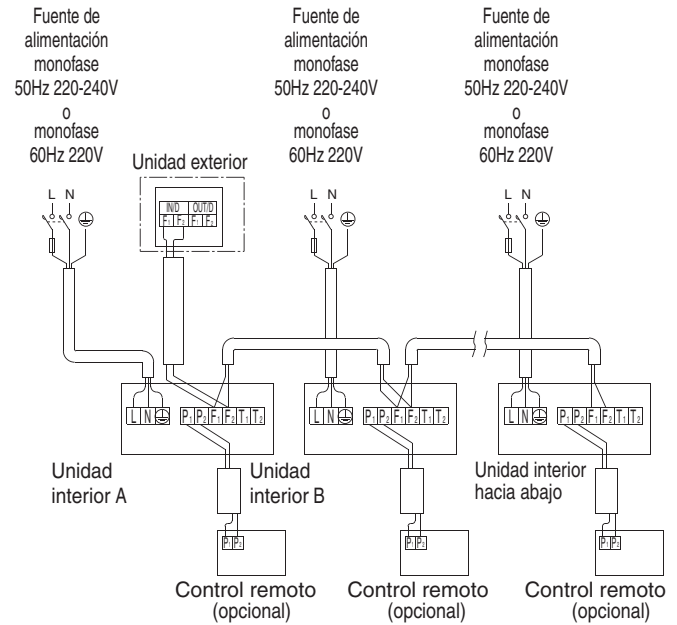 Fuente de
alimentación
monofase
50Hz 220-240V
o
monofase
60Hz 220V
Fuente de
alimentación
monofase
50Hz 220-240V
o
monofase
60Hz 220V
Fuente de
alimentación
monofase
50Hz 220-240V
o
monofase
60Hz 220V
Unidad exterior
L N
L N
L N
IN/D OUT/D
F1 F2 F1 F2
L N
P1 P2 F1 F2 T1 T2
L N
P1 P2 F1 F2 T1 T2
L N
P1 P2 F1 F2 T1 T2
Unidad
interior A
Unidad
interior B
Unidad interior
hacia abajo
P1 P2
P1 P2
P1 P2
Control remoto
(opcional)
Control remoto
(opcional)
Control remoto
(opcional)